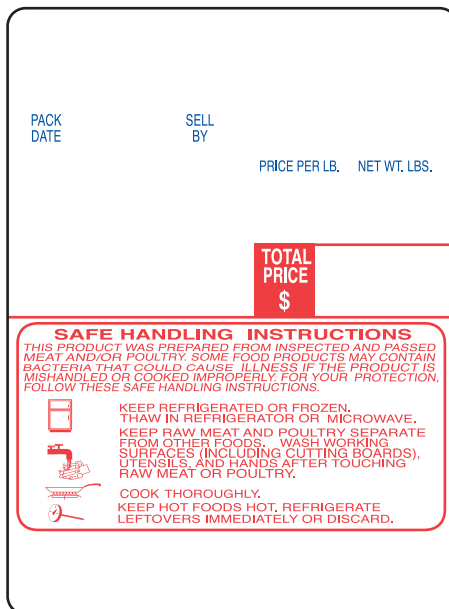 PACK DATE
SELL BY
PRICE PER LB. NET WT. LBS.
TOTAL
PRICE
$
SAFE HANDLING INSTRUCTIONS
THIS PRODUCT WAS PREPARED FROM INSPECTED AND PASSED
MEAT AND/OR POULTRY. SOME FOOD PRODUCTS MAY CONTAIN
BACTERIA THAT COULD CAUSE ILLNESS IF THE PRODUCT IS
MISHANDLED OR COOKED IMPROPERLY. FOR YOUR PROTECTION,
FOLLOW THESE SAFE HANDLING INSTRUCTIONS.
KEEP REFRIGERATED OR FROZEN.
THAW IN REFRIGERATOR OR MICROWAVE.
KEEP RAW MEAT AND POULTRY SEPARATE
FROM OTHER FOODS. WASH WORKING
SURFACES (INCLUDING CUTTING BOARDS),
UTENSILS, AND HANDS AFTER TOUCHING
RAW MEAT OR POULTRY.
COOK THOROUGHLY.
KEEP HOT FOODS HOT. REFRIGERATE
LEFTOVERS IMMEDIATELY OR DISCARD.